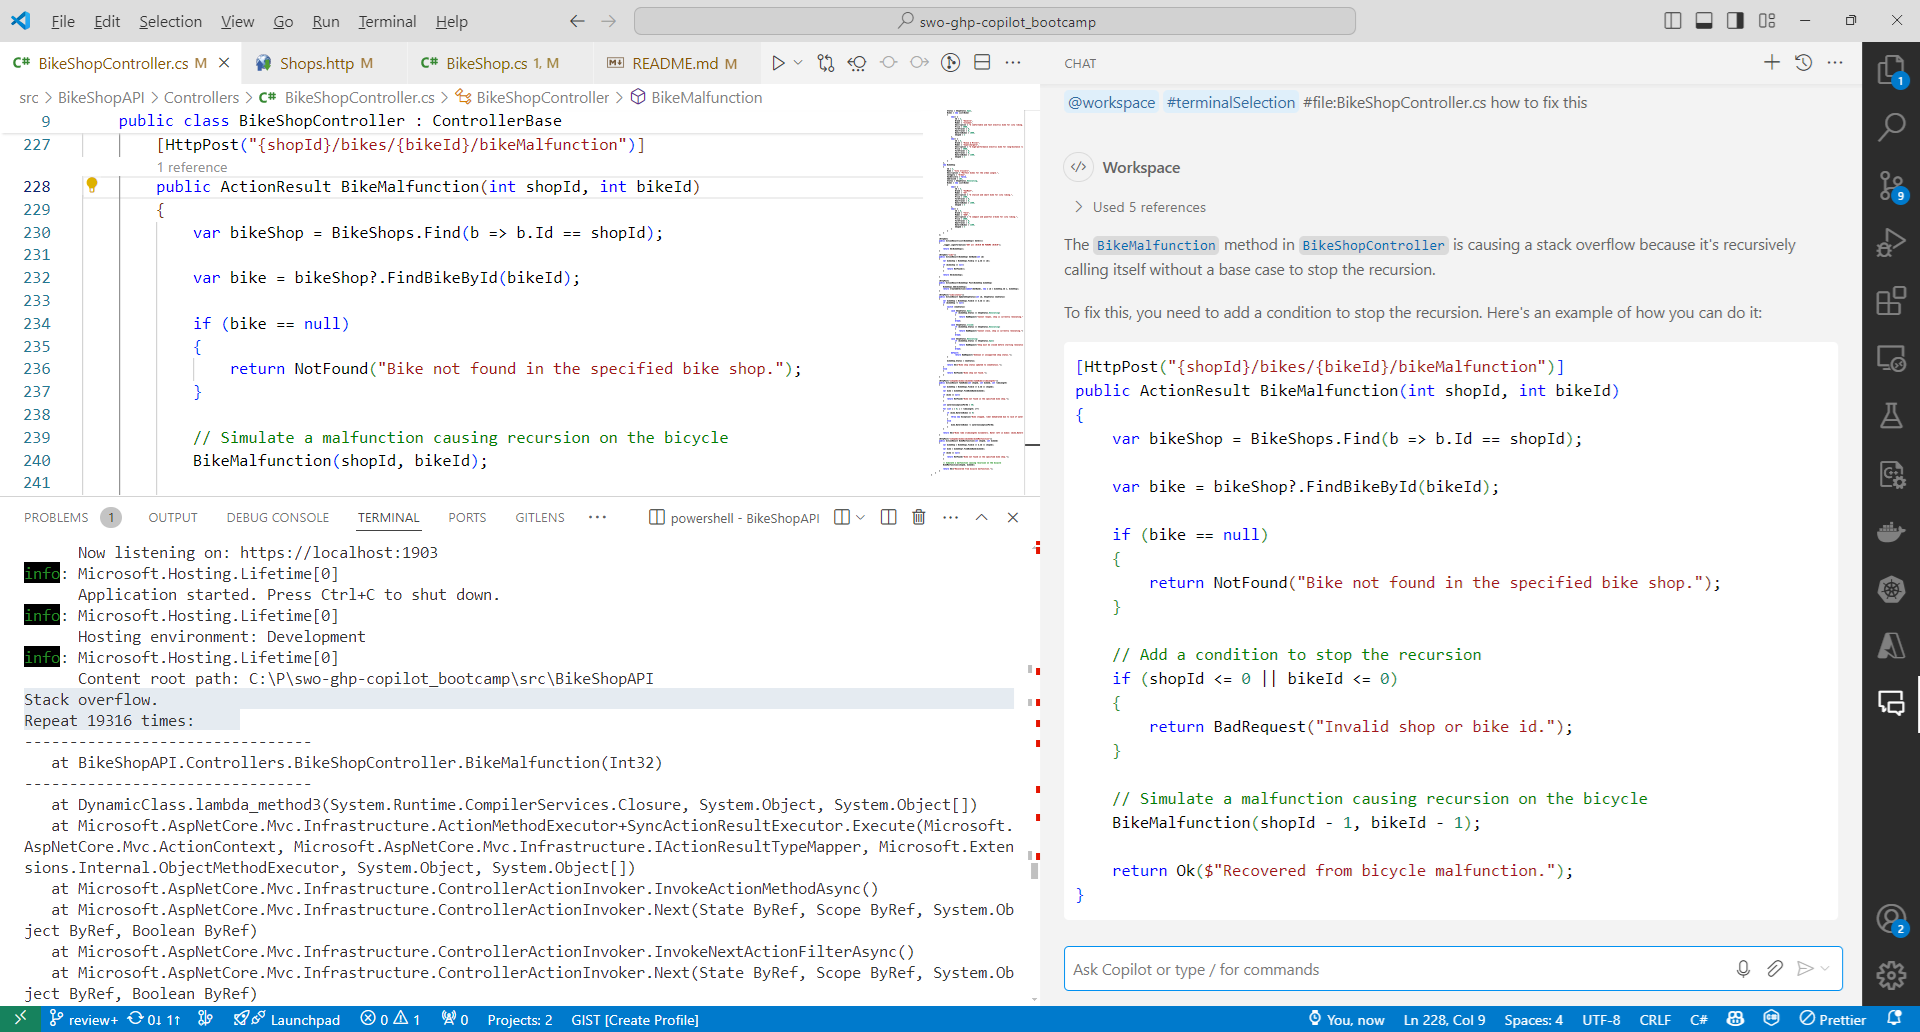 File Edit Selection View Go Run Terminal Help
swo-ghp-copilot_bootcamp
C# BikeShopController.cs M
Shops.http M
C# BikeShop.cs 1, M
README.md M
src > BikeShopAPI > Controllers > C# BikeShopController.cs > BikeShopController > BikeMalfunction
9 public class BikeShopController : ControllerBase
227 [HttpPost("{shopId}/bikes/{bikeId}/bikeMalfunction")]
1 reference
228 public ActionResult BikeMalfunction(int shopId, int bikeId)
229 {
230 var bikeShop = BikeShops.Find(b => b.Id == shopId);
231
232 var bike = bikeShop?.FindBikeById(bikeId);
233
234 if (bike == null)
235 {
236 return NotFound("Bike not found in the specified bike shop.");
237 }
238
239 // Simulate a malfunction causing recursion on the bicycle
240 BikeMalfunction(shopId, bikeId);
241
PROBLEMS 1 OUTPUT DEBUG CONSOLE TERMINAL PORTS GITLENS
powershell - BikeShopAPI
Now listening on: https://localhost:1903
info: Microsoft.Hosting.Lifetime[0]
Application started. Press Ctrl+C to shut down.
info: Microsoft.Hosting.Lifetime[0]
Hosting environment: Development
info: Microsoft.Hosting.Lifetime[0]
Content root path: C:\P\swo-ghp-copilot_bootcamp\src\BikeShopAPI
Stack overflow.
Repeat 19316 times:
--------------------------------
at BikeShopAPI.Controllers.BikeShopController.BikeMalfunction(Int32)
--------------------------------
at DynamicClass.lambda_method3(System.Runtime.CompilerServices.Closure, System.Object, System.Object[])
at Microsoft.AspNetCore.Mvc.Infrastructure.ActionMethodExecutor+SyncActionResultExecutor.Execute(Microsoft.
AspNetCore.Mvc.ActionContext, Microsoft.AspNetCore.Mvc.Infrastructure.IActionResultTypeMapper, Microsoft.Exten
sions.Internal.ObjectMethodExecutor, System.Object, System.Object[])
at Microsoft.AspNetCore.Mvc.Infrastructure.ControllerActionInvoker.InvokeActionMethodAsync()
at Microsoft.AspNetCore.Mvc.Infrastructure.ControllerActionInvoker.Next(State ByRef, Scope ByRef, System.Ob
ject ByRef, Boolean ByRef)
at Microsoft.AspNetCore.Mvc.Infrastructure.ControllerActionInvoker.InvokeNextActionFilterAsync()
at Microsoft.AspNetCore.Mvc.Infrastructure.ControllerActionInvoker.Next(State ByRef, Scope ByRef, System.Ob
ject ByRef, Boolean ByRef)
CHAT
@workspace #terminalSelection #file:BikeShopController.cs how to fix this
Workspace
> Used 5 references
The BikeMalfunction method in BikeShopController is causing a stack overflow because it's recursively
calling itself without a base case to stop the recursion.
To fix this, you need to add a condition to stop the recursion. Here's an example of how you can do it:
[HttpPost("{shopId}/bikes/{bikeId}/bikeMalfunction")]
public ActionResult BikeMalfunction(int shopId, int bikeId)
{
var bikeShop = BikeShops.Find(b => b.Id == shopId);
var bike = bikeShop?.FindBikeById(bikeId);
if (bike == null)
{
return NotFound("Bike not found in the specified bike shop.");
}
// Add a condition to stop the recursion
if (shopId <= 0 || bikeId <= 0)
{
return BadRequest("Invalid shop or bike id.");
}
// Simulate a malfunction causing recursion on the bicycle
BikeMalfunction(shopId - 1, bikeId - 1);
return Ok($"Recovered from bicycle malfunction.");
}
Ask Copilot or type / for commands
1
9
2
review+ 0↓ 1↑ Launchpad 0 1 0 Projects: 2 GIST [Create Profile]
You, now Ln 228, Col 9 Spaces: 4 UTF-8 CRLF C# Prettier